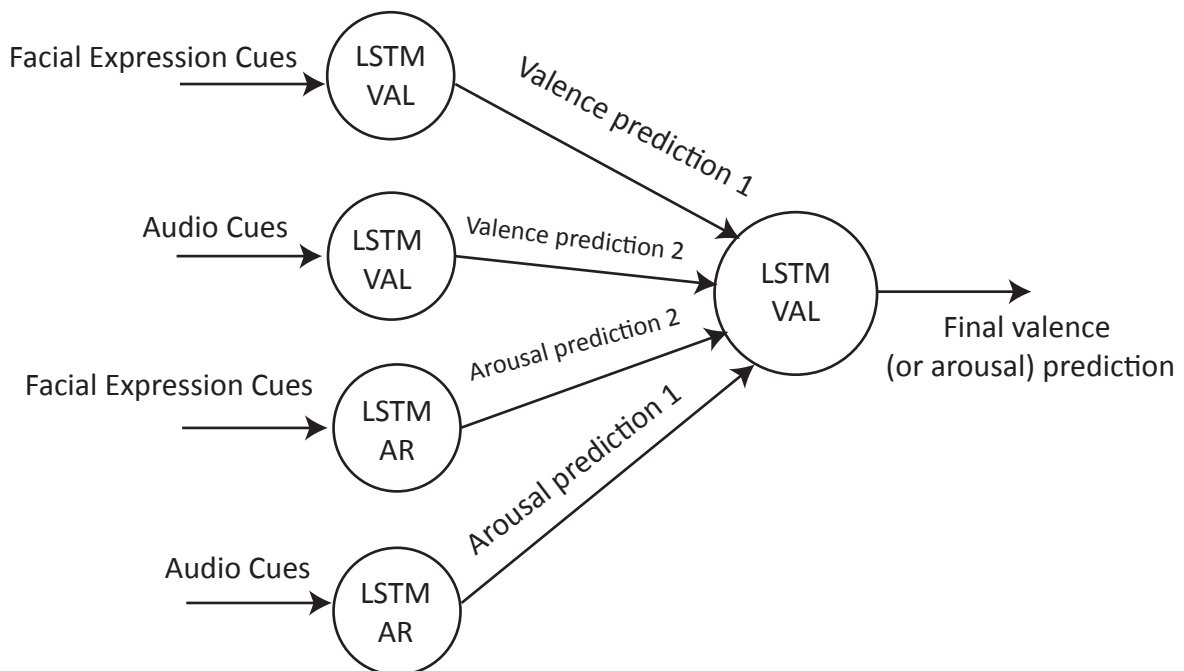 Facial Expression Cues
LSTM
VAL
Valence prediction 1
Audio Cues
LSTM
VAL
Valence prediction 2
LSTM
VAL
Final valence
(or arousal) prediction
Facial Expression Cues
LSTM
AR
Arousal prediction 2
Audio Cues
LSTM
AR
Arousal prediction 1